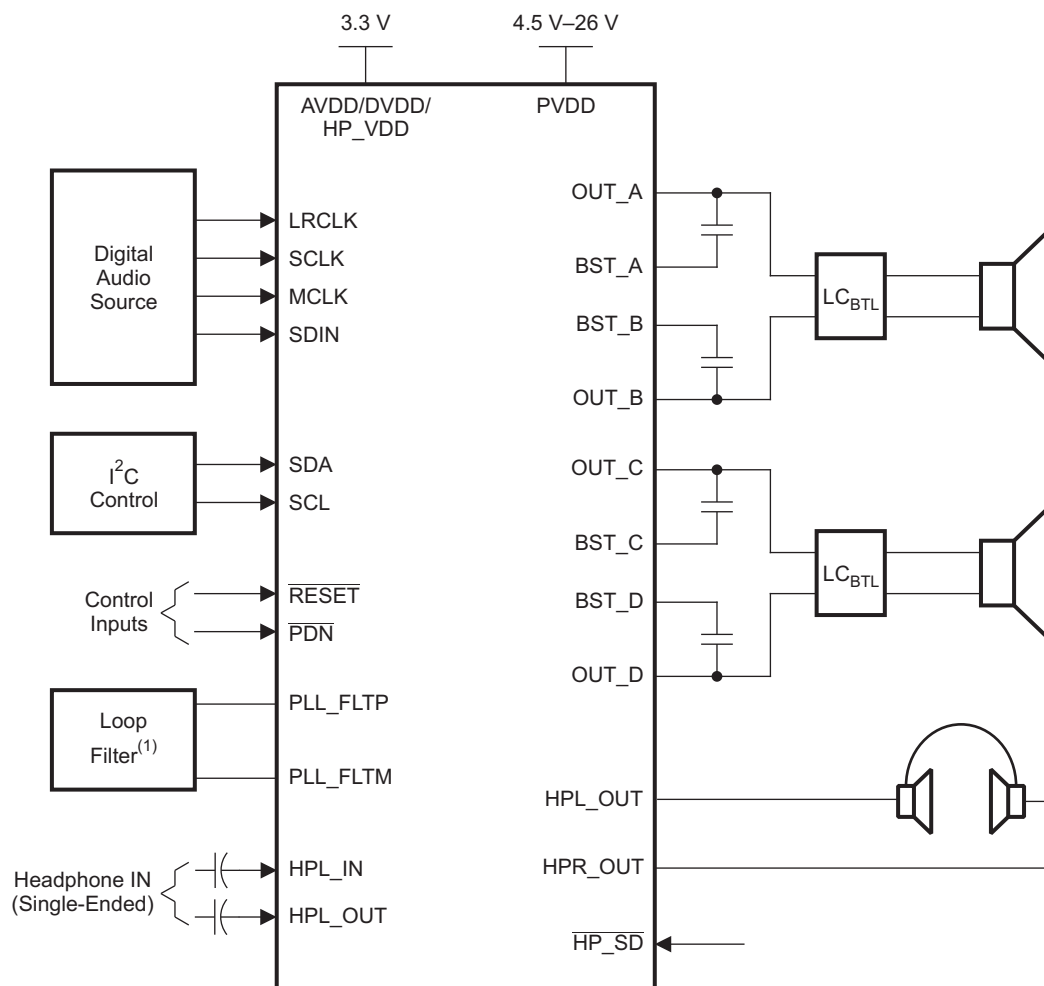 3.3 V
4.5 V–26 V
AVDD/DVDD/
HP_VDD
PVDD
Digital
Audio
Source
LRCLK
SCLK
MCLK
SDIN
OUT_A
BST_A
BST_B
OUT_B
LC_BTL
I²C
Control
SDA
SCL
OUT_C
BST_C
BST_D
OUT_D
LC_BTL
Control
Inputs
RESET
PDN
Loop
Filter(1)
PLL_FLTP
PLL_FLTM
HPL_OUT
HPR_OUT
Headphone IN
(Single-Ended)
HPL_IN
HPL_OUT
HP_SD